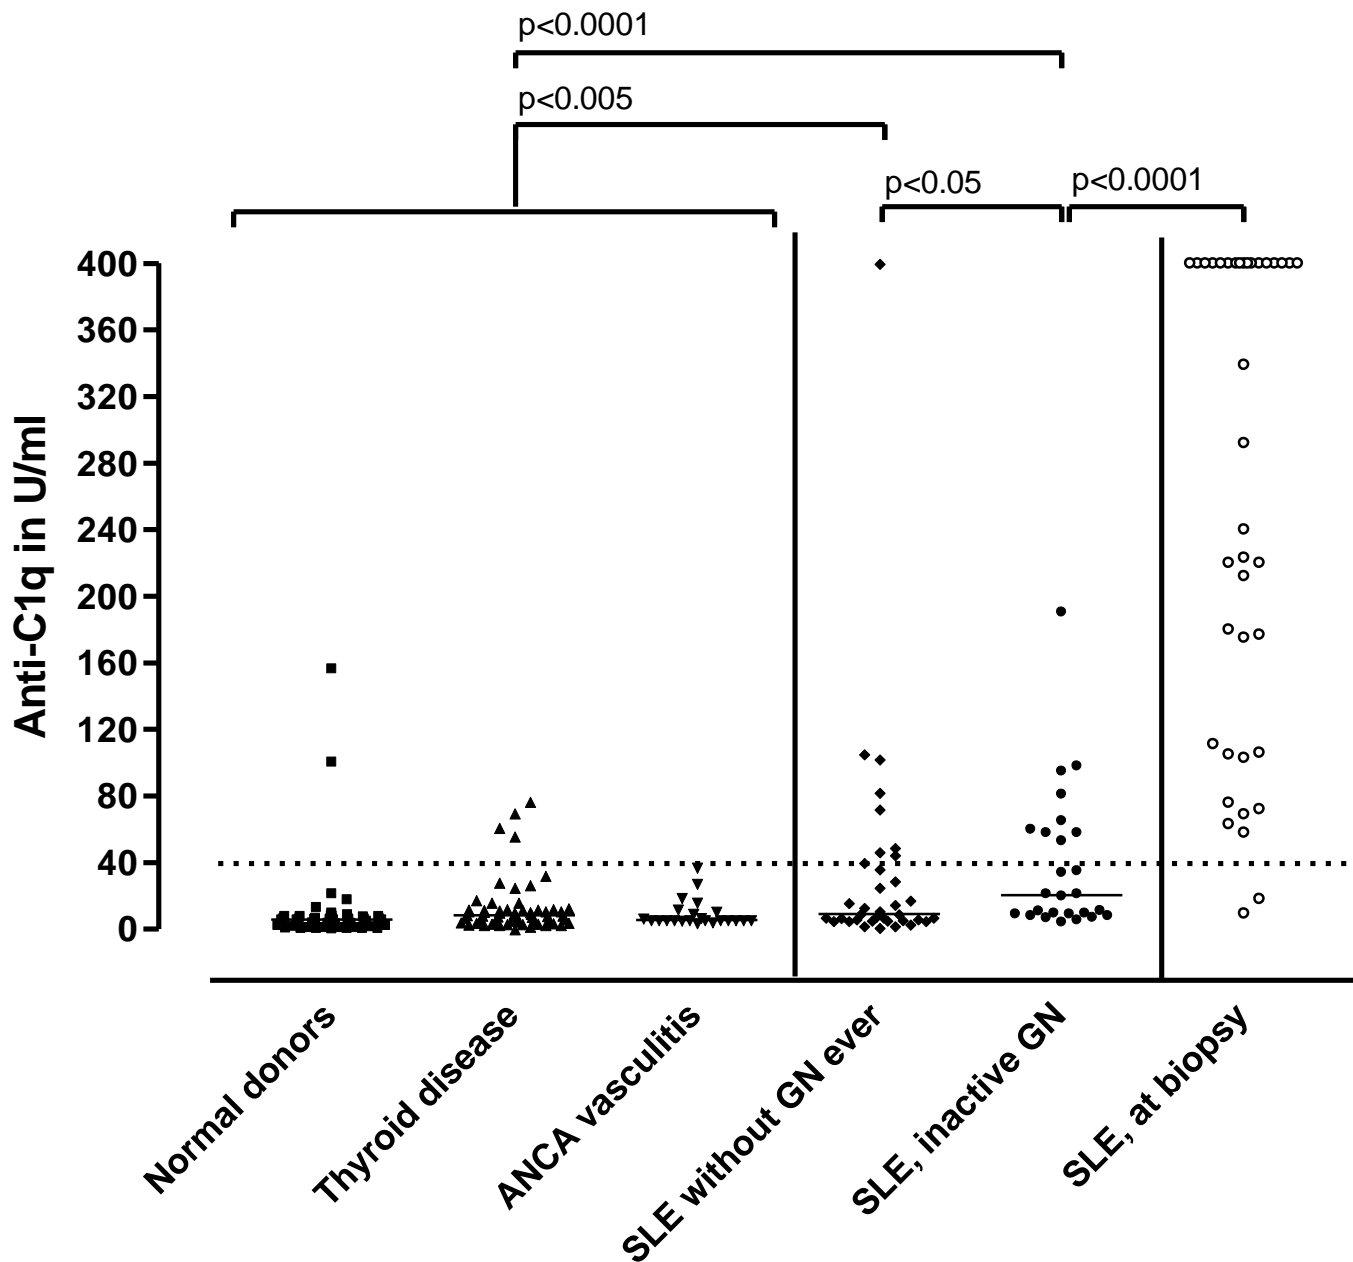 p<0.0001
p<0.005
p<0.05
p<0.0001
Anti-C1q in U/ml
400
360
320
280
240
200
160
120
80
40
0
Normal donors
Thyroid disease
ANCA vasculitis
SLE without GN ever
SLE, inactive GN
SLE, at biopsy